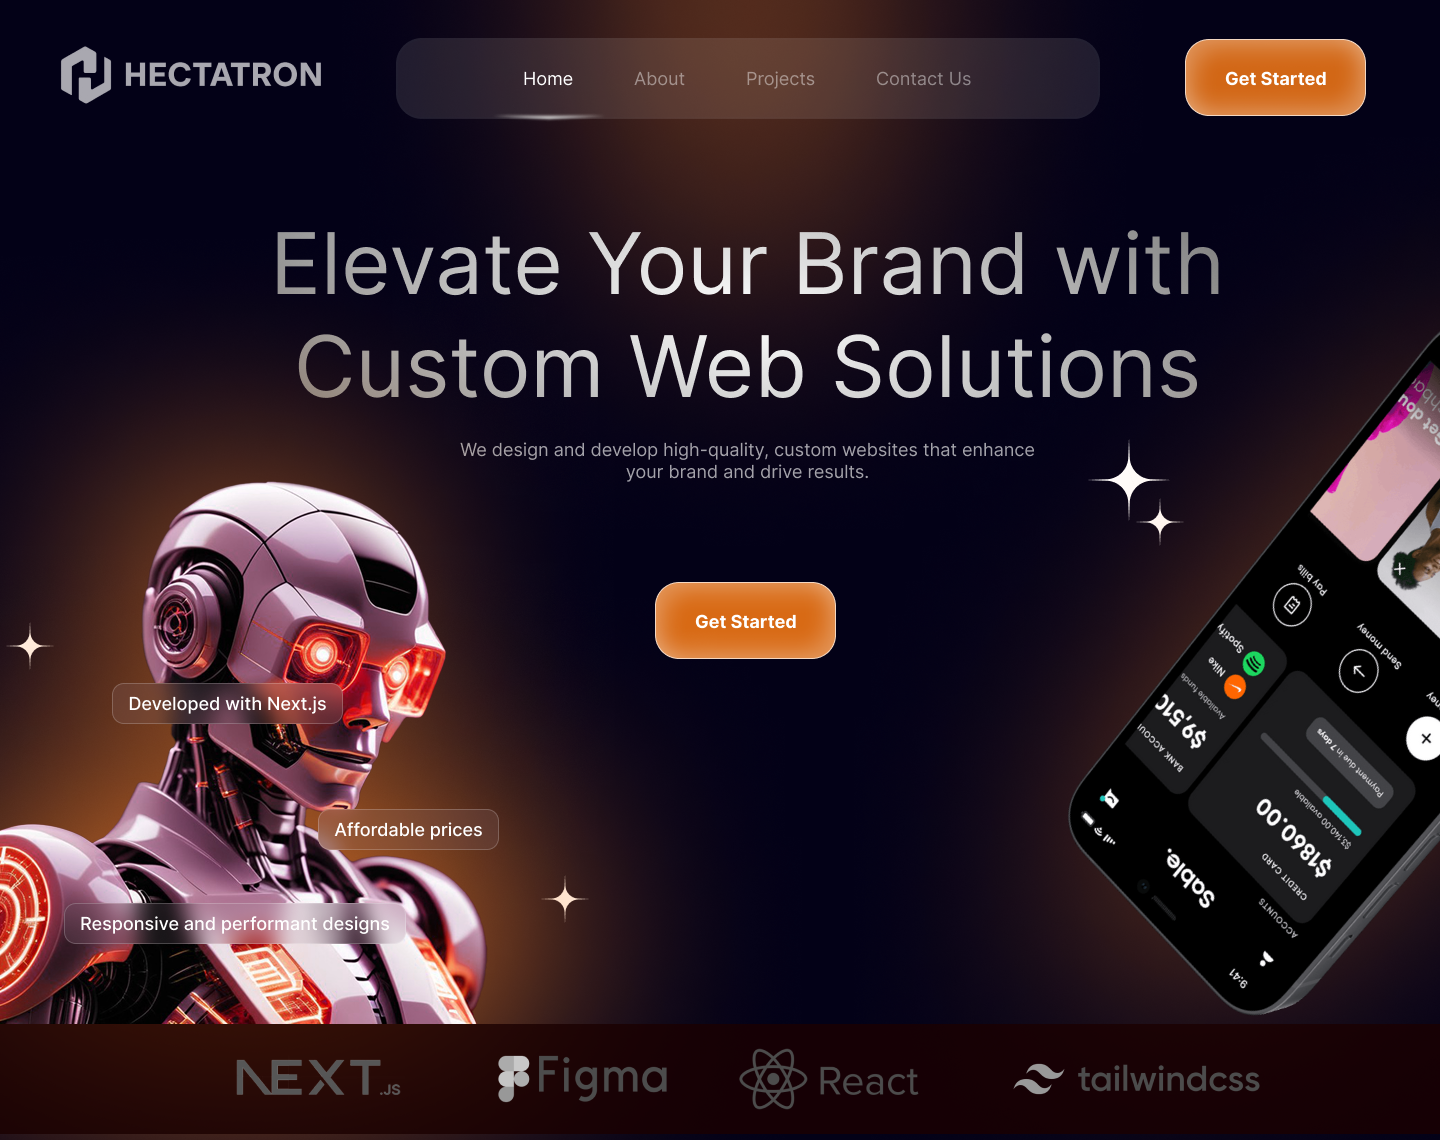 HECTATRON
Home
About
Projects
Contact Us
Get Started
Elevate Your Brand with
Custom Web Solutions
We design and develop high-quality, custom websites that enhance
your brand and drive results.
Get Started
Developed with Next.js
Affordable prices
Responsive and performant designs
Get dou
Pay bills
Send money
Spotify
Nike
Available funds
$9,510
BANK ACCOU
Payment due in 7 days
$3,140.00 available
$1860.00
CREDIT CARD
ACCOUNTS
Sable.
9:41
NEXT.JS
Figma
React
tailwindcss